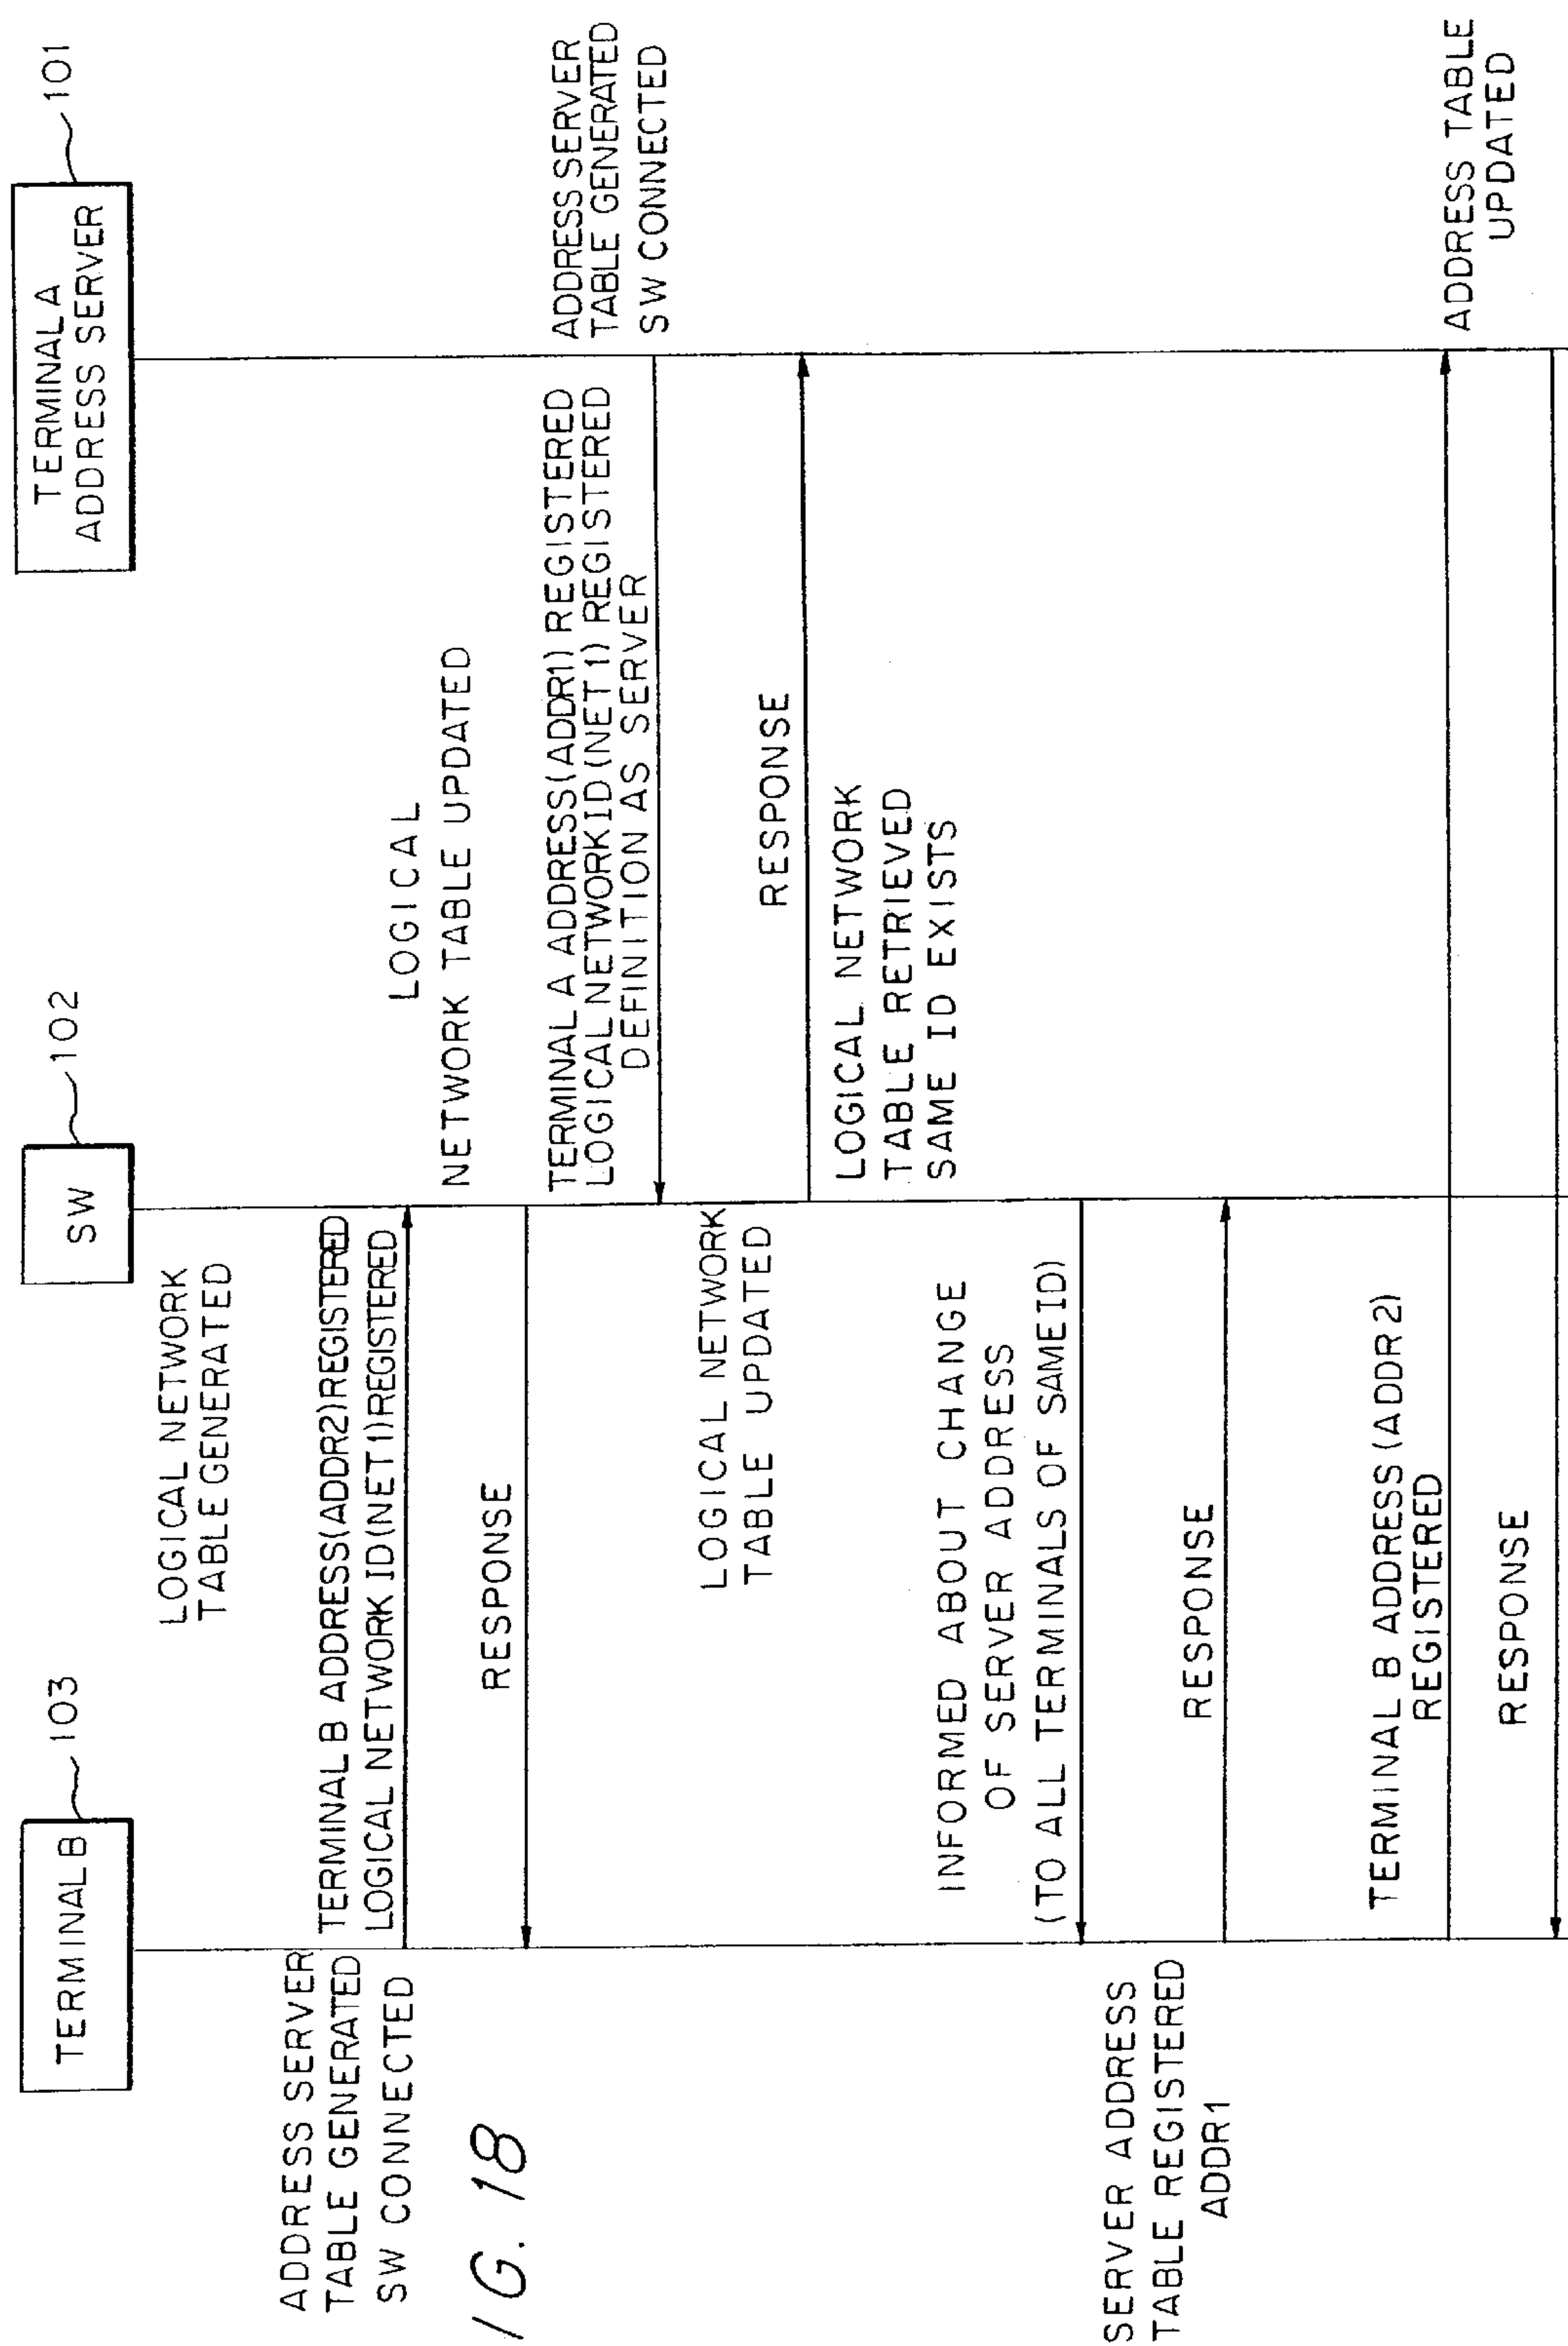 TERMINAL B
103
SW
102
TERMINAL A
ADDRESS SERVER
101
LOGICAL NETWORK
TABLE GENERATED
ADDRESS SERVER
TABLE GENERATED
SW CONNECTED
TERMINAL B ADDRESS(ADDR2)REGISTERED
LOGICAL NETWORK ID(NET1)REGISTERED
LOGICAL
NETWORK TABLE UPDATED
RESPONSE
IG. 18
ADDRESS SERVER
TABLE GENERATED
SW CONNECTED
TERMINAL A ADDRESS(ADDR1) REGISTERED
LOGICAL NETWORK ID(NET1) REGISTERED
DEFINITION AS SERVER
LOGICAL NETWORK
TABLE UPDATED
RESPONSE
LOGICAL NETWORK
TABLE RETRIEVED
SAME ID EXISTS
INFORMED ABOUT CHANGE
OF SERVER ADDRESS
(TO ALL TERMINALS OF SAME ID)
SERVER ADDRESS
TABLE REGISTERED
ADDR1
RESPONSE
TERMINAL B ADDRESS (ADDR2)
REGISTERED
ADDRESS TABLE
UPDATED
RESPONSE